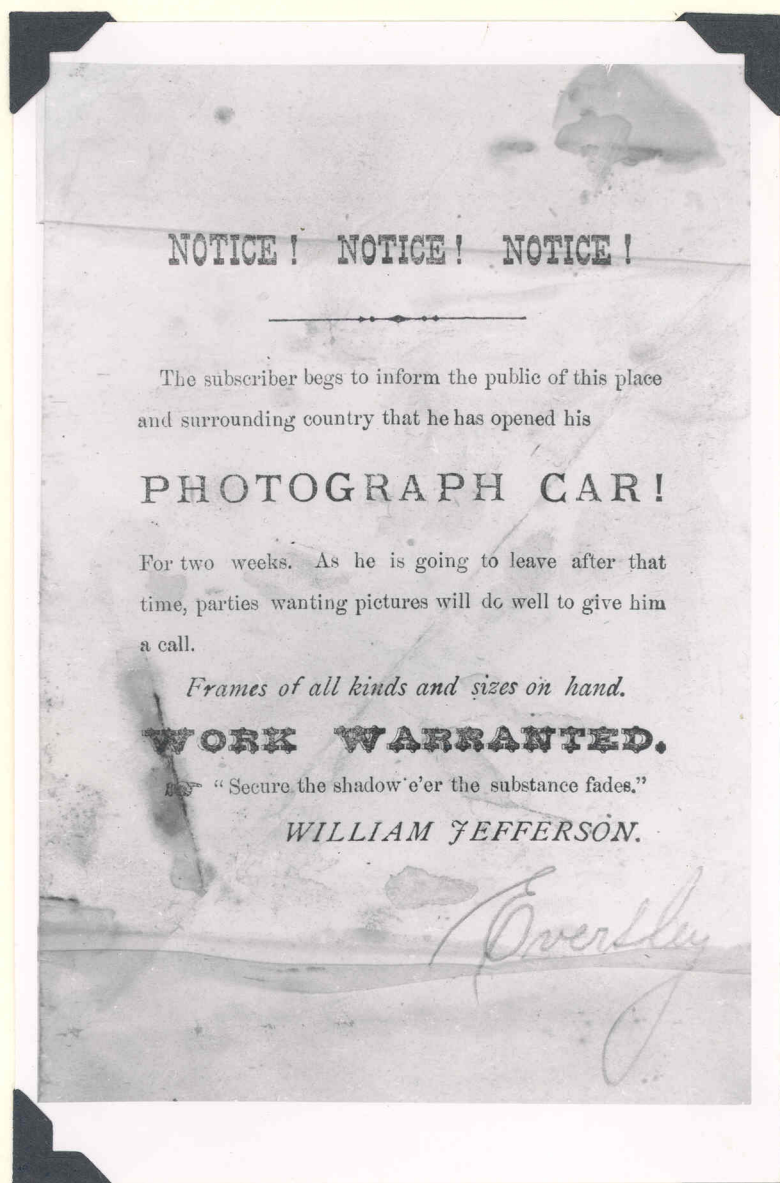 NOTICE! NOTICE! NOTICE!
The subscriber begs to inform the public of this place
and surrounding country that he has opened his
PHOTOGRAPH CAR!
For two weeks. As he is going to leave after that
time, parties wanting pictures will do well to give him
a call.
Frames of all kinds and sizes on hand.
WORK WARRANTED.
☞ "Secure the shadow e'er the substance fades."
WILLIAM JEFFERSON.
Eversley